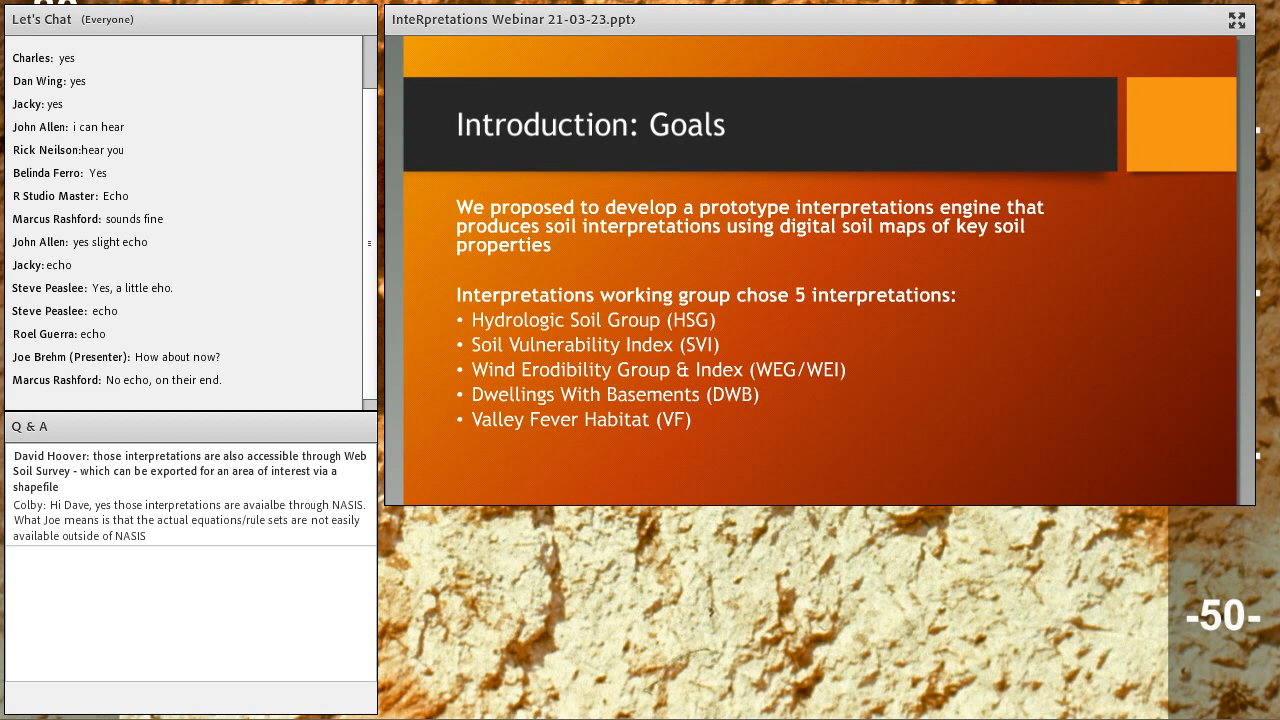 Let's Chat (Everyone)
Charles: yes
Dan Wing: yes
Jacky: yes
John Allen: i can hear
Rick Neilson:hear you
Belinda Ferro: Yes
R Studio Master: Echo
Marcus Rashford: sounds fine
John Allen: yes slight echo
Jacky: echo
Steve Peaslee: Yes, a little eho.
Steve Peaslee: echo
Roel Guerra: echo
Joe Brehm (Presenter): How about now?
Marcus Rashford: No echo, on their end.
Q & A
David Hoover: those interpretations are also accessible through Web
Soil Survey - which can be exported for an area of interest via a
shapefile
Colby: Hi Dave, yes those interpretations are avaialbe through NASIS.
What Joe means is that the actual equations/rule sets are not easily
available outside of NASIS
InteRpretations Webinar 21-03-23.ppt›
Introduction: Goals
We proposed to develop a prototype interpretations engine that
produces soil interpretations using digital soil maps of key soil
properties
Interpretations working group chose 5 interpretations:
• Hydrologic Soil Group (HSG)
• Soil Vulnerability Index (SVI)
• Wind Erodibility Group & Index (WEG/WEI)
• Dwellings With Basements (DWB)
• Valley Fever Habitat (VF)
-50-